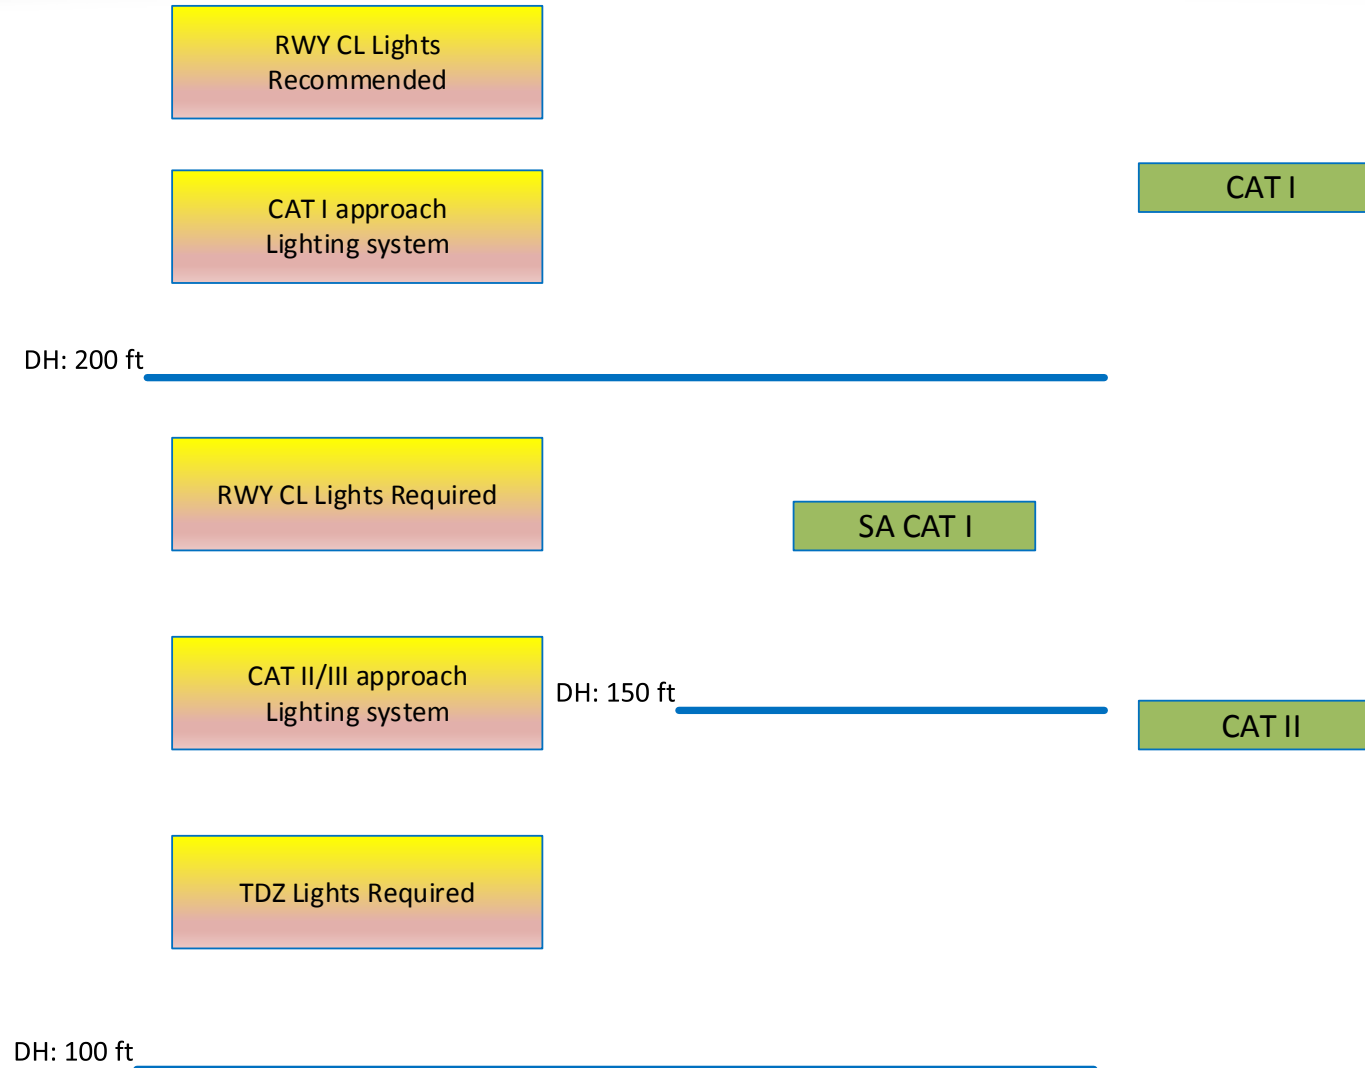 RWY CL Lights
Recommended
CAT I approach
Lighting system
CAT I
DH: 200 ft
RWY CL Lights Required
SA CAT I
CAT II/III approach
Lighting system
DH: 150 ft
CAT II
TDZ Lights Required
DH: 100 ft